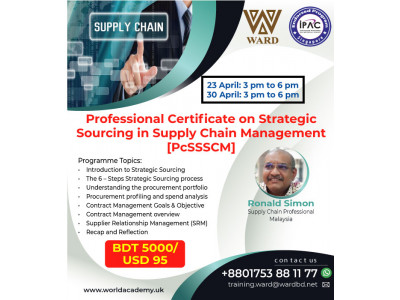 SUPPLY CHAIN
WARD
IPAC
23 April: 3 pm to 6 pm
30 April: 3 pm to 6 pm
Professional Certificate on Strategic
Sourcing in Supply Chain Management
[PcSSSCM]
Programme Topics:
• Introduction to Strategic Sourcing
• The 6 - Steps Strategic Sourcing process
• Understanding the procurement portfolio
• Procurement profiling and spend analysis
• Contract Management Goals & Objective
• Contract Management overview
• Supplier Relationship Management (SRM)
• Recap and Reflection
Ronald Simon
Supply Chain Professional
Malaysia
BDT 5000/
USD 95
contact us
+8801753 88 11 77
training.ward@wardbd.net
www.worldacademy.uk